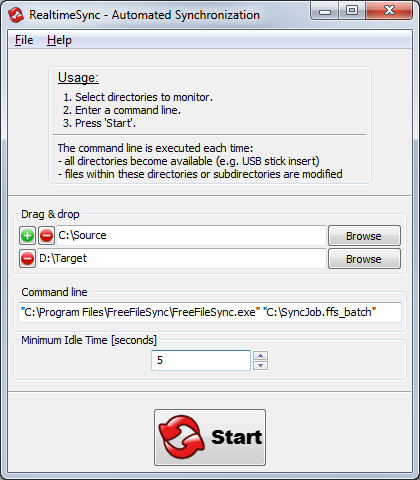 RealtimeSync - Automated Synchronization
File Help
Usage:
1. Select directories to monitor.
2. Enter a command line.
3. Press 'Start'.
The command line is executed each time:
- all directories become available (e.g. USB stick insert)
- files within these directories or subdirectories are modified
Drag & drop
C:\Source Browse
D:\Target Browse
Command line
"C:\Program Files\FreeFileSync\FreeFileSync.exe" "C:\SyncJob.ffs_batch"
Minimum Idle Time [seconds]
5
Start